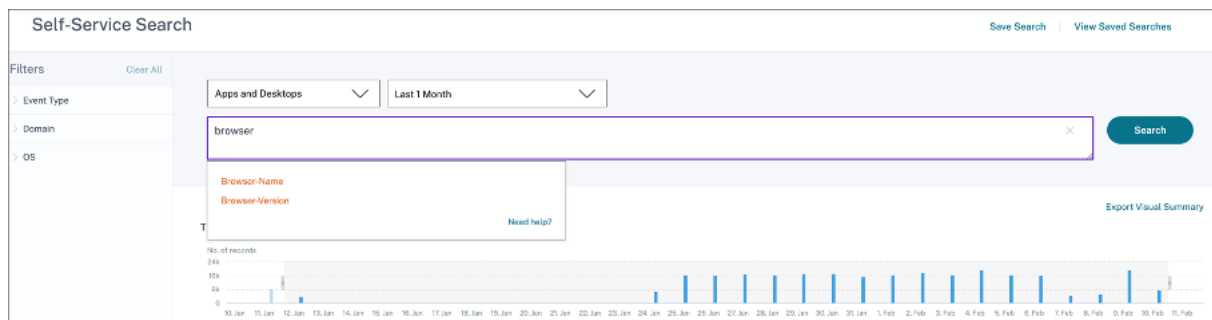 Self-Service Search
Save Search
View Saved Searches
Filters
Clear All
Event Type
Domain
OS
Apps and Desktops
Last 1 Month
browser
Search
Browser-Name
Browser-Version
Need help?
Export Visual Summary
T
No. of records
24k
15k
8k
0
10. Jan 11. Jan 12. Jan 13. Jan 14. Jan 15. Jan 16. Jan 17. Jan 18. Jan 19. Jan 20. Jan 21. Jan 22. Jan 23. Jan 24. Jan 25. Jan 26. Jan 27. Jan 28. Jan 29. Jan 30. Jan 31. Jan 1. Feb 2. Feb 3. Feb 4. Feb 5. Feb 6. Feb 7. Feb 8. Feb 9. Feb 10. Feb 11. Feb